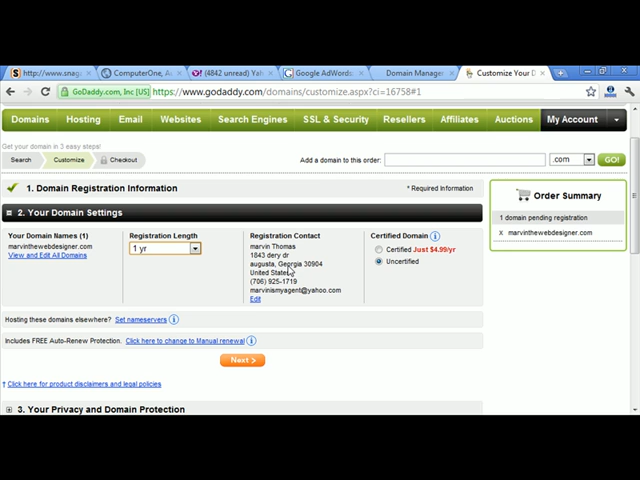 http://www.snag
ComputerOne, A
(4842 unread) Yah
Google AdWords
Domain Manager
Customize Your D
GoDaddy.com, Inc [US]
https://www.godaddy.com/domains/customize.aspx?ci=16758#1
Domains Hosting Email Websites Search Engines SSL & Security Resellers Affiliates Auctions My Account
Get your domain in 3 easy steps!
Search Customize Checkout
Add a domain to this order: .com GO!
1. Domain Registration Information
* Required Information
Order Summary
1 domain pending registration
x marvinthewebdesigner.com
2. Your Domain Settings
Your Domain Names (1)
marvinthewebdesigner.com
View and Edit All Domains
Registration Length
1 yr
Registration Contact
marvin Thomas
1843 dery dr
augusta, Georgia 30904
United States
(706) 925-1719
marvinismyagent@yahoo.com
Edit
Certified Domain
Certified Just $4.99/yr
Uncertified
Hosting these domains elsewhere? Set nameservers
Includes FREE Auto-Renew Protection. Click here to change to Manual renewal
Next >
† Click here for product disclaimers and legal policies
3. Your Privacy and Domain Protection